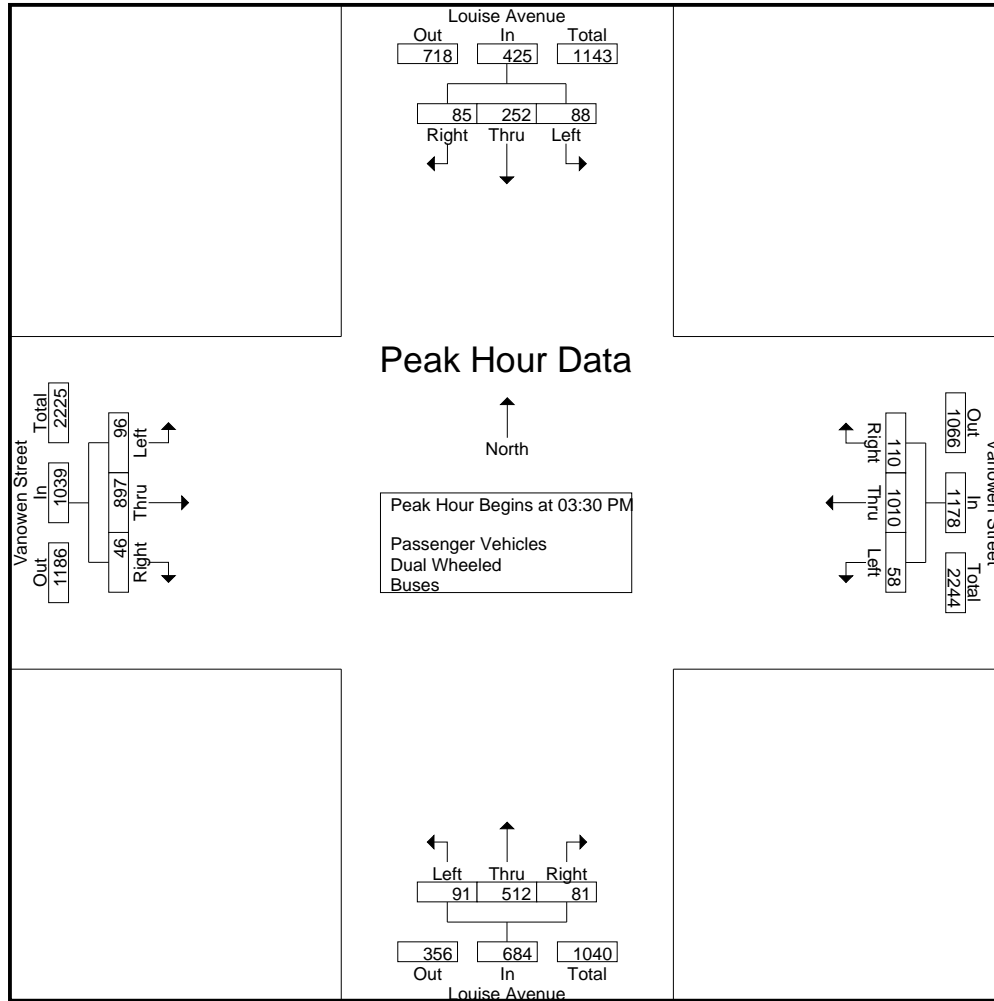 Louise Avenue
Out In Total
718 425 1143
85 252 88
Right Thru Left
Peak Hour Data
North
Peak Hour Begins at 03:30 PM
Passenger Vehicles
Dual Wheeled
Buses
Vanowen Street
Total In Out
2225 1039 1186
96 897 46
Left Thru Right
Right Thru Left
110 1010 58
Out In Total
1066 1178 2244
Vanowen Street
Left Thru Right
91 512 81
356 684 1040
Out In Total
Louise Avenue